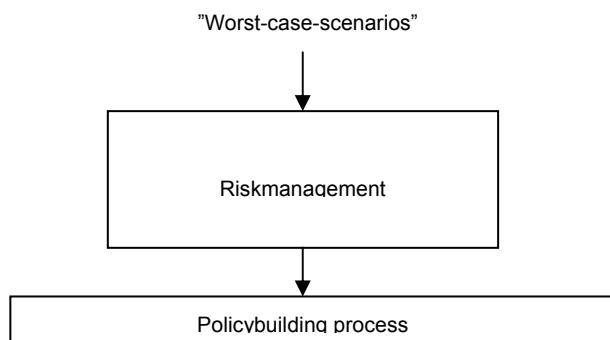 ”Worst-case-scenarios”
Riskmanagement
Policybuilding process